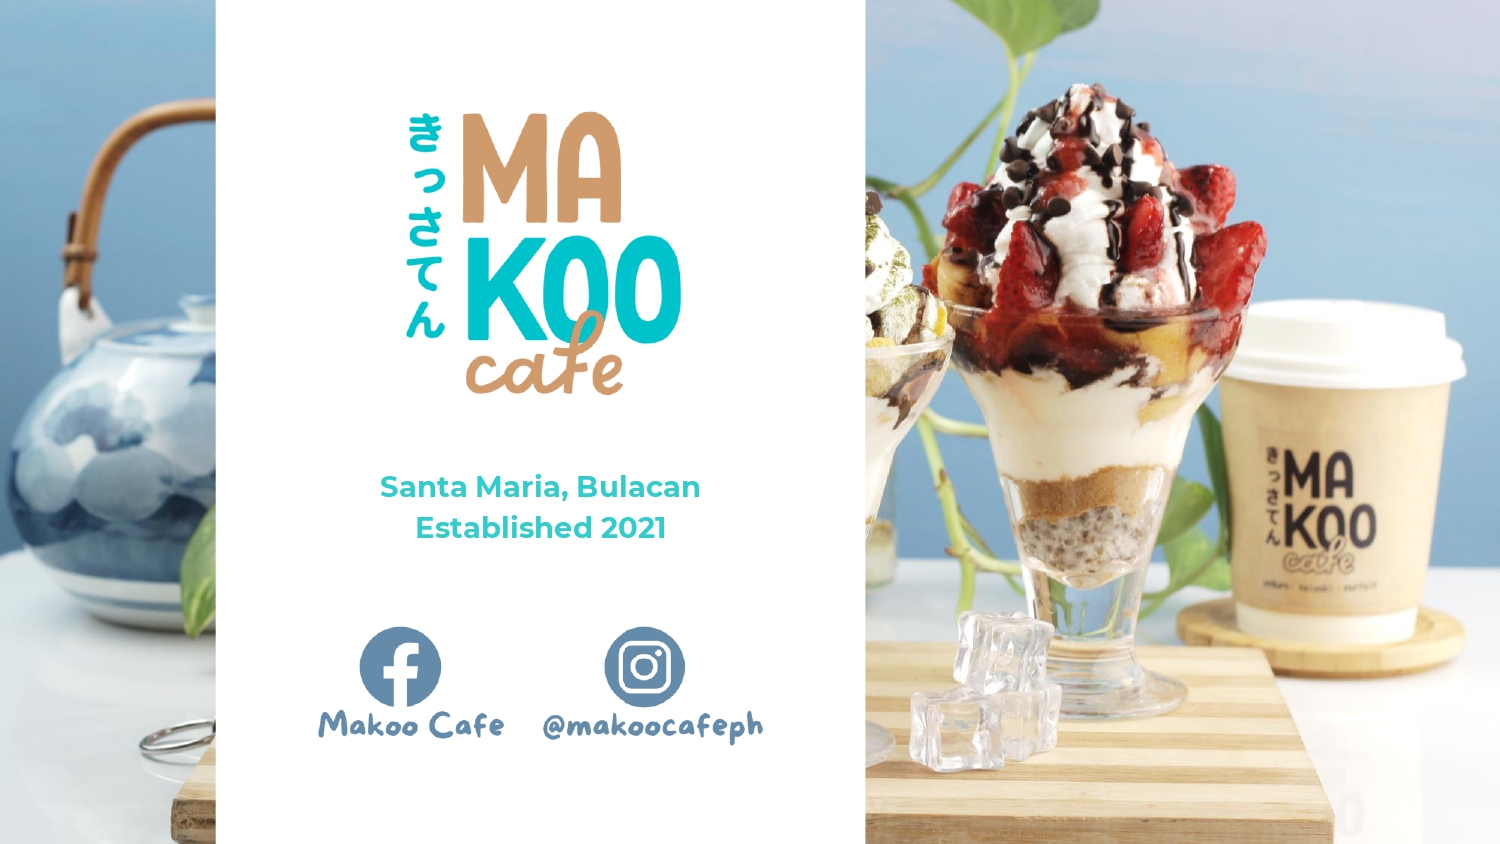 きっさてん
MA
KOO
cafe
Santa Maria, Bulacan
Established 2021
Makoo Cafe
@makoocafeph
きっさてん
MA
KOO
cafe